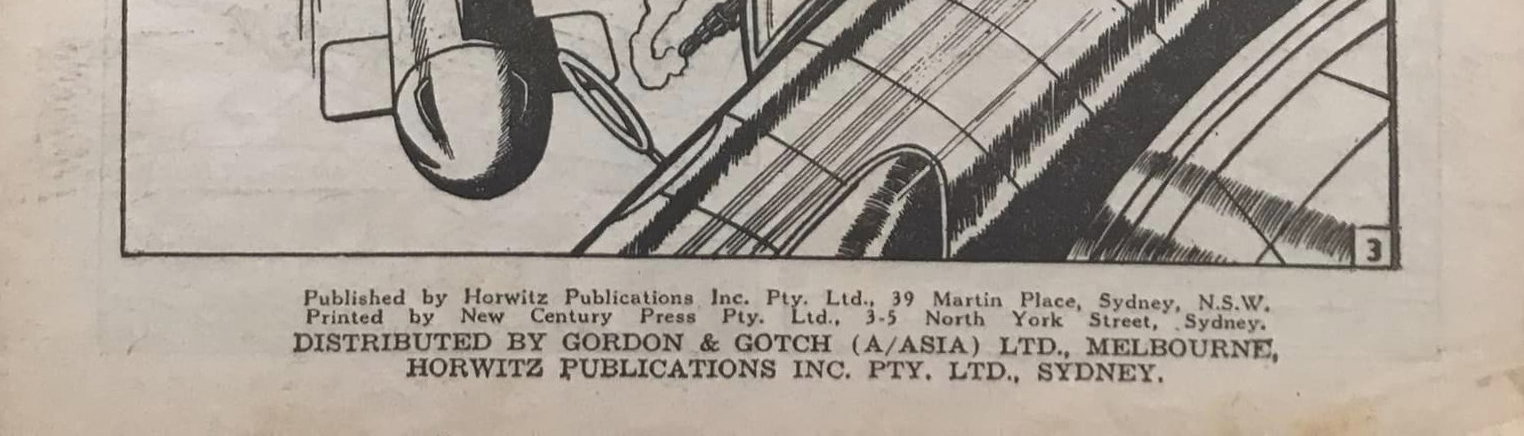 3
Published by Horwitz Publications Inc. Pty. Ltd., 39 Martin Place, Sydney, N.S.W.
Printed by New Century Press Pty. Ltd., 3-5 North York Street, Sydney.
DISTRIBUTED BY GORDON & GOTCH (A/ASIA) LTD., MELBOURNE,
HORWITZ PUBLICATIONS INC. PTY. LTD., SYDNEY.